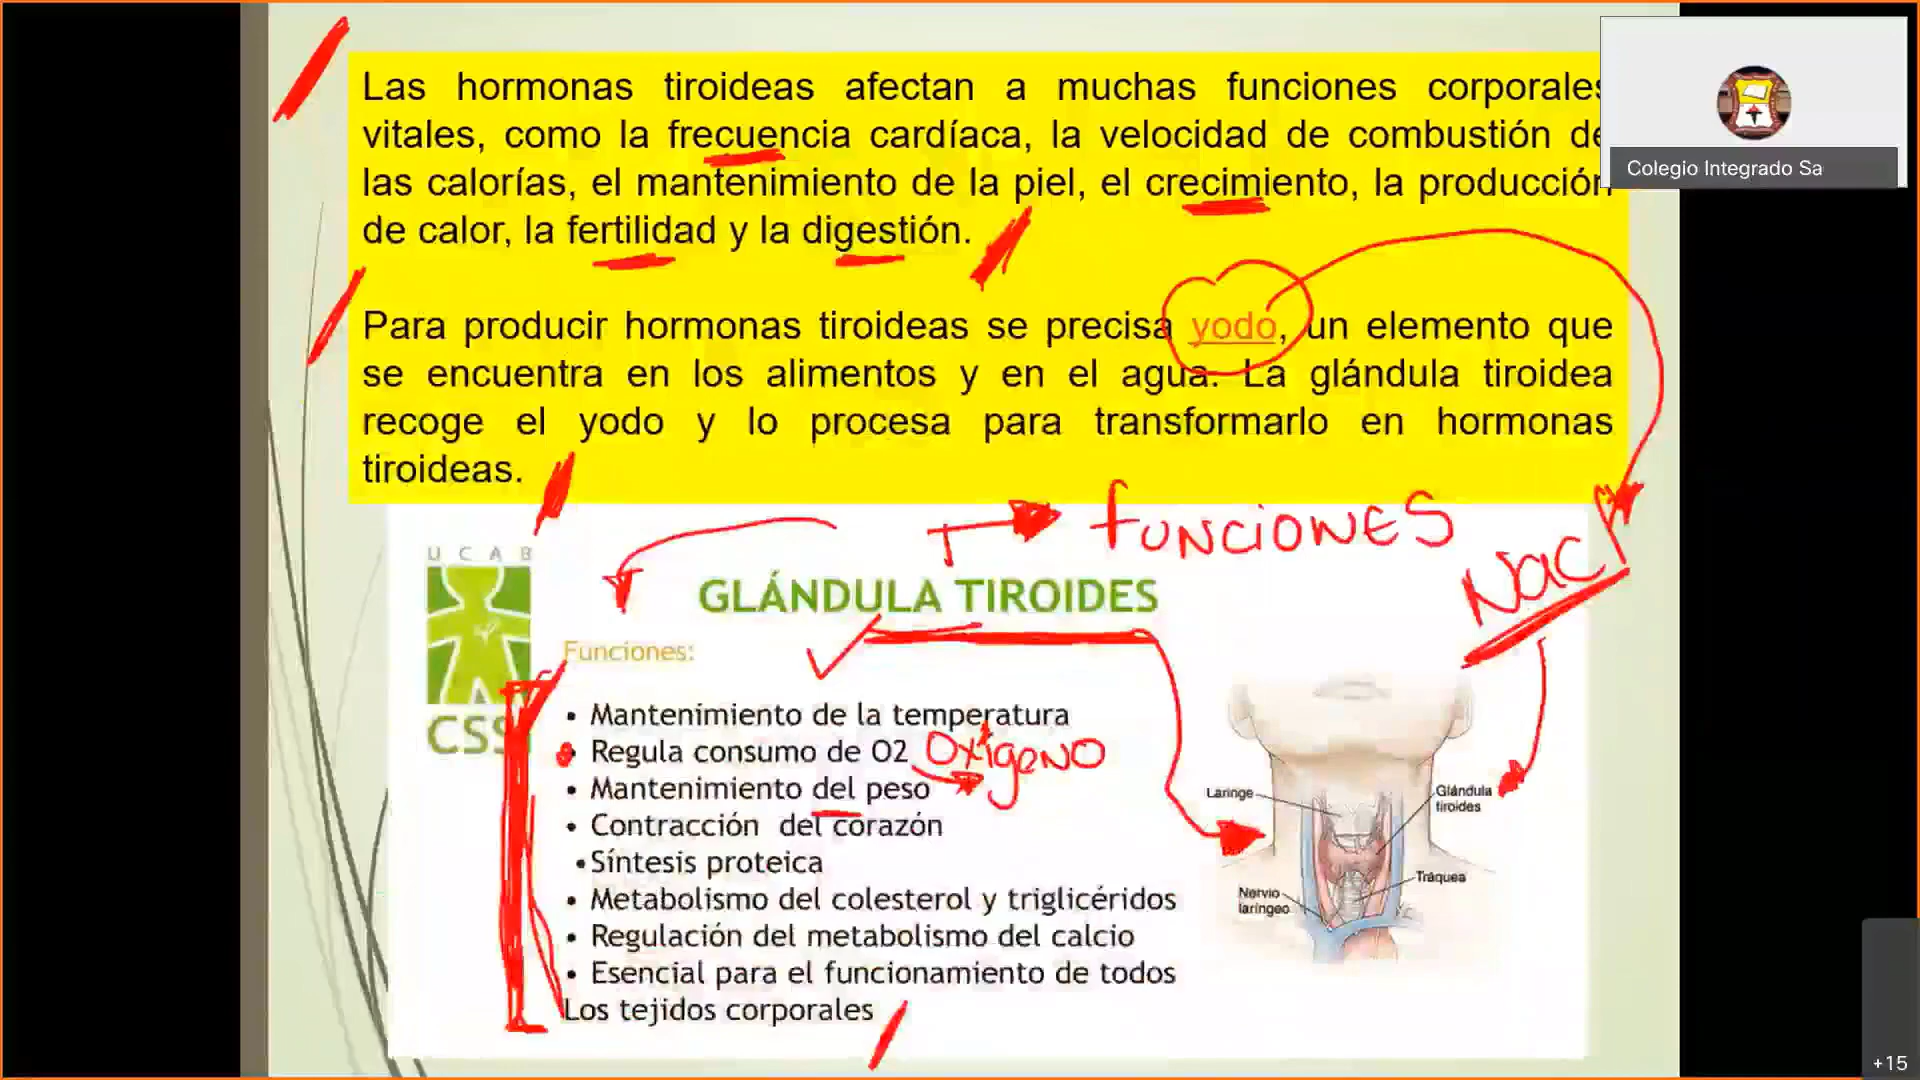 Las hormonas tiroideas afectan a muchas funciones corporales
vitales, como la frecuencia cardíaca, la velocidad de combustión de
las calorías, el mantenimiento de la piel, el crecimiento, la producción
de calor, la fertilidad y la digestión.
Para producir hormonas tiroideas se precisa yodo, un elemento que
se encuentra en los alimentos y en el agua. La glándula tiroidea
recoge el yodo y lo procesa para transformarlo en hormonas
tiroideas.
Colegio Integrado Sa
FUNCIONES
NaCl
UCAB
CSS
GLÁNDULA TIROIDES
Funciones:
• Mantenimiento de la temperatura
• Regula consumo de O2 Oxígeno
• Mantenimiento del peso
• Contracción del corazón
•Síntesis proteica
• Metabolismo del colesterol y triglicéridos
• Regulación del metabolismo del calcio
• Esencial para el funcionamiento de todos
Los tejidos corporales
Laringe
Glándula
tiroides
Tráquea
Nervio
laríngeo
+15